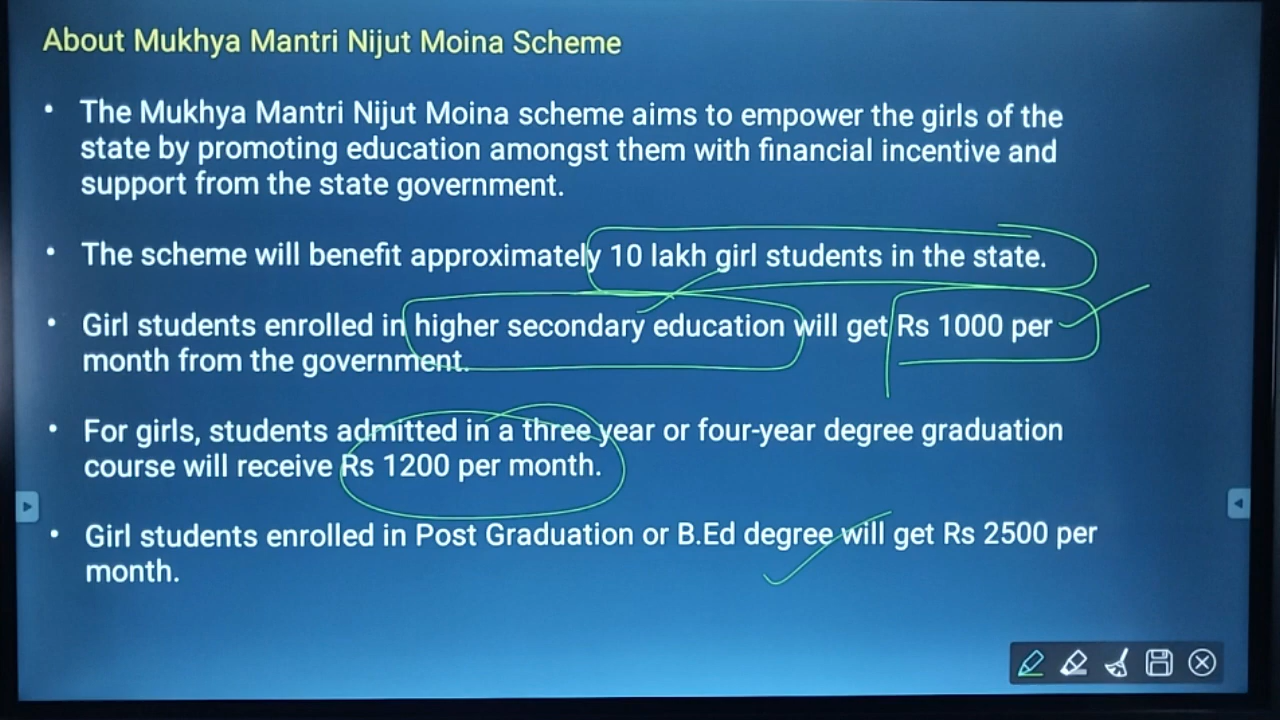 About Mukhya Mantri Nijut Moina Scheme
• The Mukhya Mantri Nijut Moina scheme aims to empower the girls of the
state by promoting education amongst them with financial incentive and
support from the state government.
• The scheme will benefit approximately 10 lakh girl students in the state.
• Girl students enrolled in higher secondary education will get Rs 1000 per
month from the government.
• For girls, students admitted in a three year or four-year degree graduation
course will receive Rs 1200 per month.
• Girl students enrolled in Post Graduation or B.Ed degree will get Rs 2500 per
month.